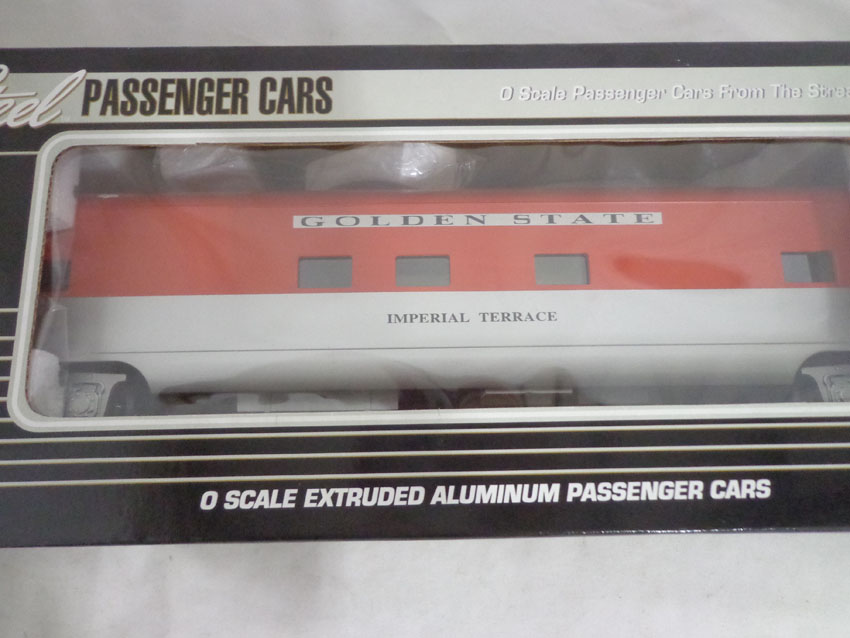 PASSENGER CARS
O Scale Passenger Cars From The
GOLDEN STATE
IMPERIAL TERRACE
O SCALE EXTRUDED ALUMINUM PASSENGER CARS